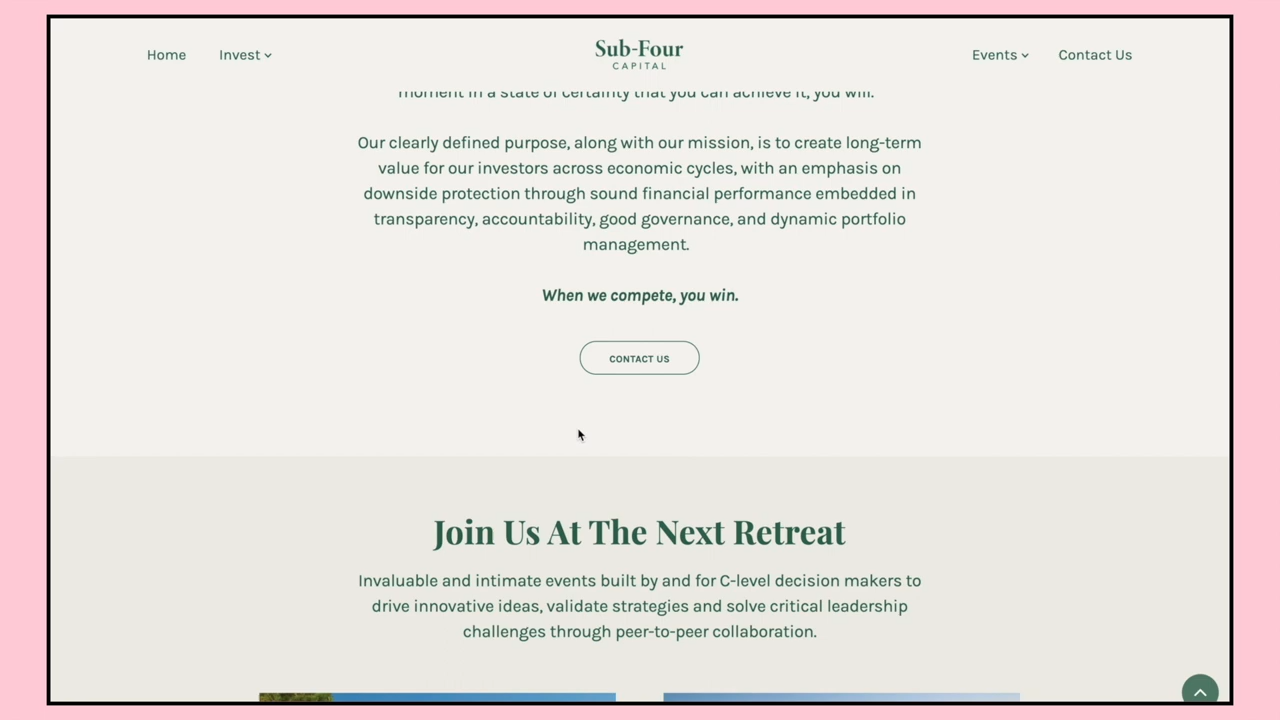 Home
Invest
Sub-Four
CAPITAL
Events
Contact Us
moment in a state of certainty that you can achieve it, you will.
Our clearly defined purpose, along with our mission, is to create long-term
value for our investors across economic cycles, with an emphasis on
downside protection through sound financial performance embedded in
transparency, accountability, good governance, and dynamic portfolio
management.
When we compete, you win.
CONTACT US
Join Us At The Next Retreat
Invaluable and intimate events built by and for C-level decision makers to
drive innovative ideas, validate strategies and solve critical leadership
challenges through peer-to-peer collaboration.